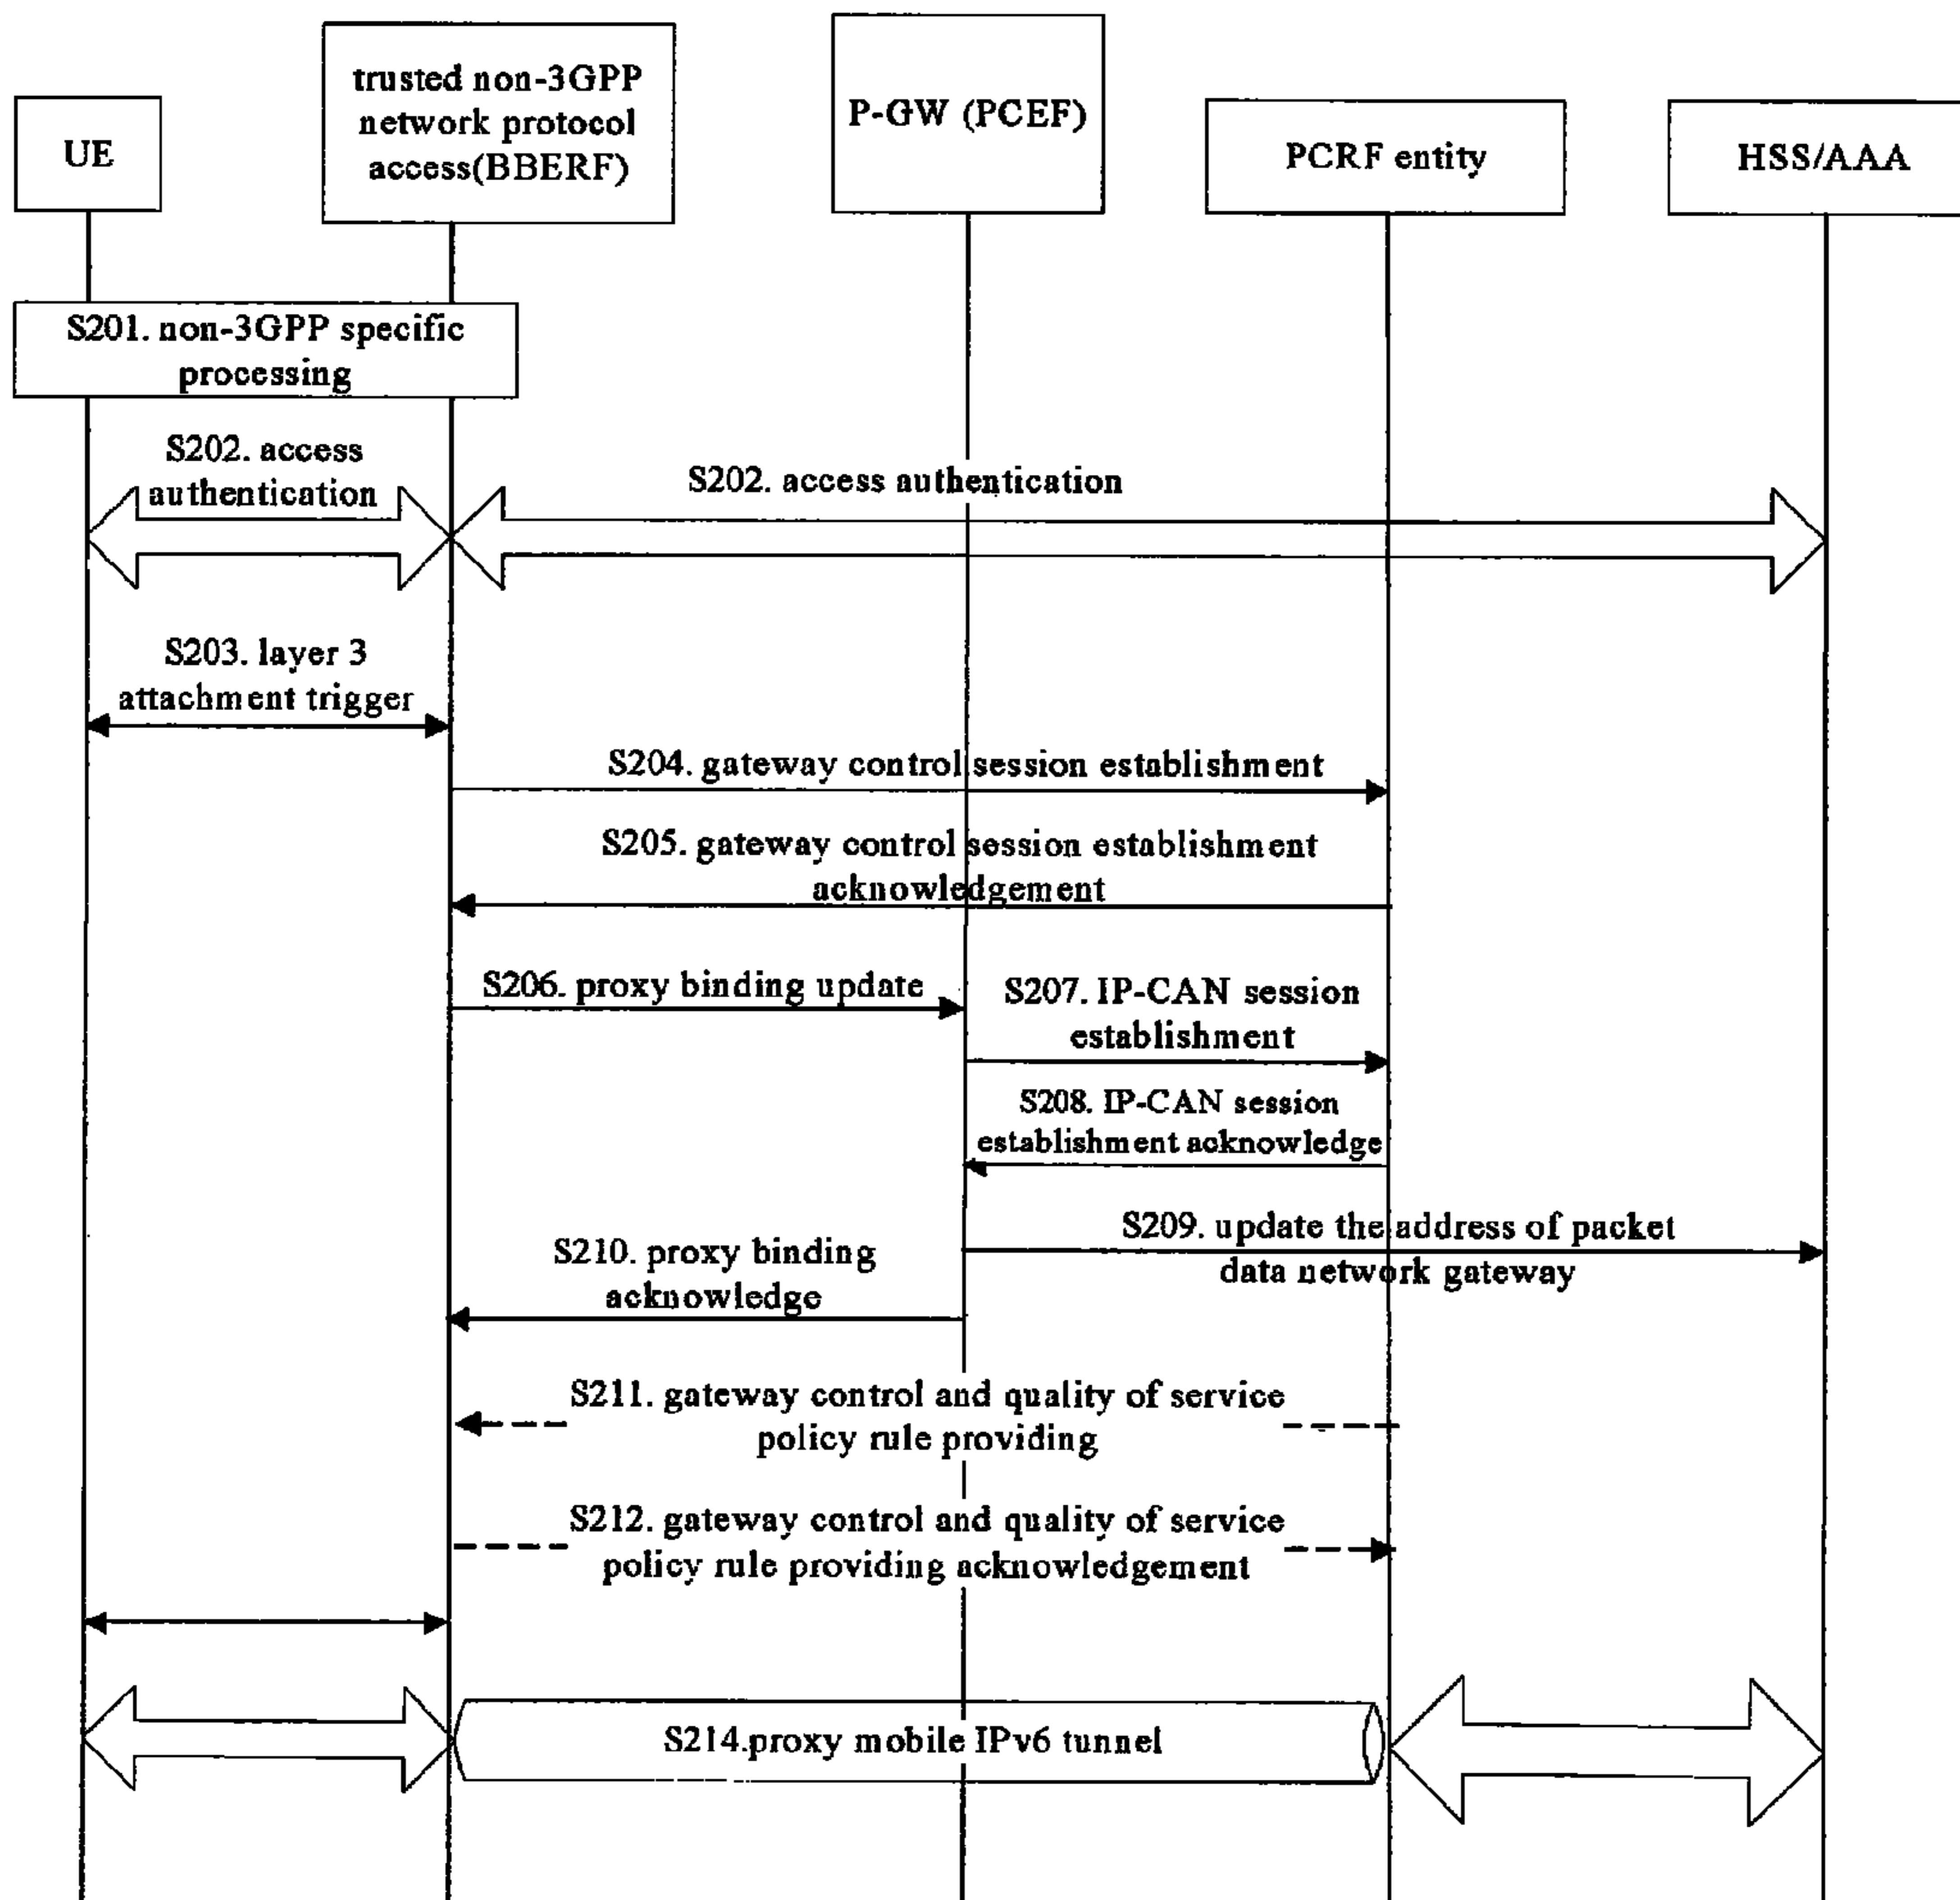 UE
trusted non-3GPP
network protocol
access(BBERF)
P-GW (PCEF)
PCRF entity
HSS/AAA
S201. non-3GPP specific
processing
S202. access
authentication
S202. access authentication
S203. layer 3
attachment trigger
S204. gateway control session establishment
S205. gateway control session establishment
acknowledgement
S206. proxy binding update
S207. IP-CAN session
establishment
S208. IP-CAN session
establishment acknowledge
S209. update the address of packet
data network gateway
S210. proxy binding
acknowledge
S211. gateway control and quality of service
policy rule providing
S212. gateway control and quality of service
policy rule providing acknowledgement
S214.proxy mobile IPv6 tunnel